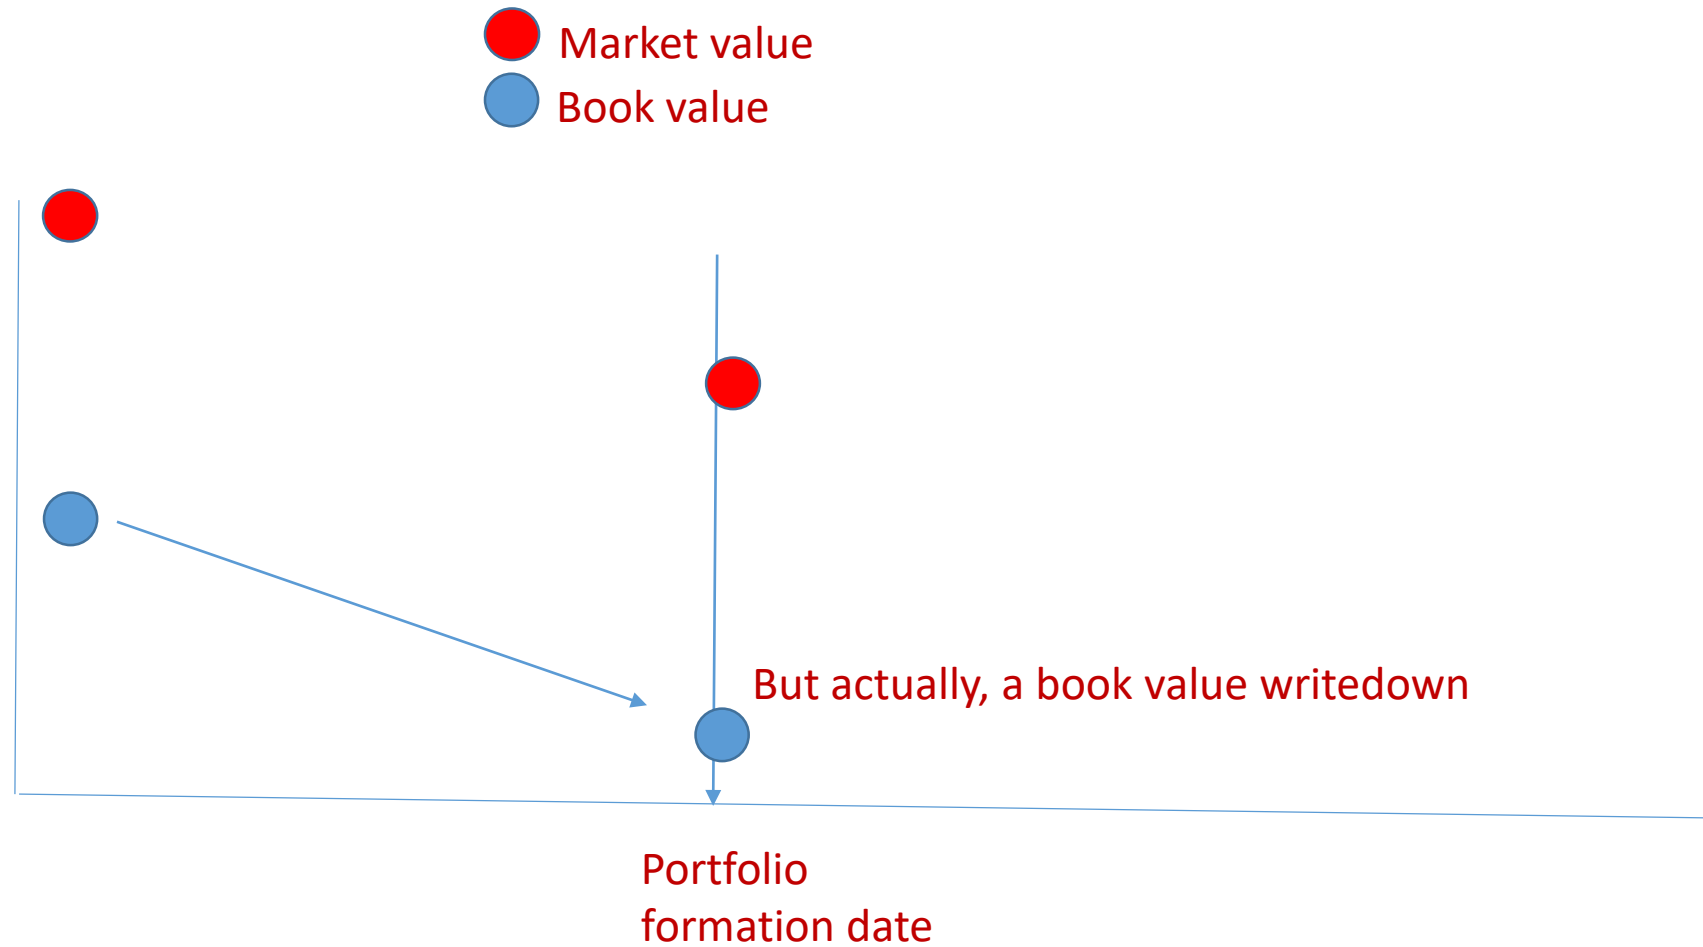 Market value
Book value
But actually, a book value writedown
Portfolio
formation date